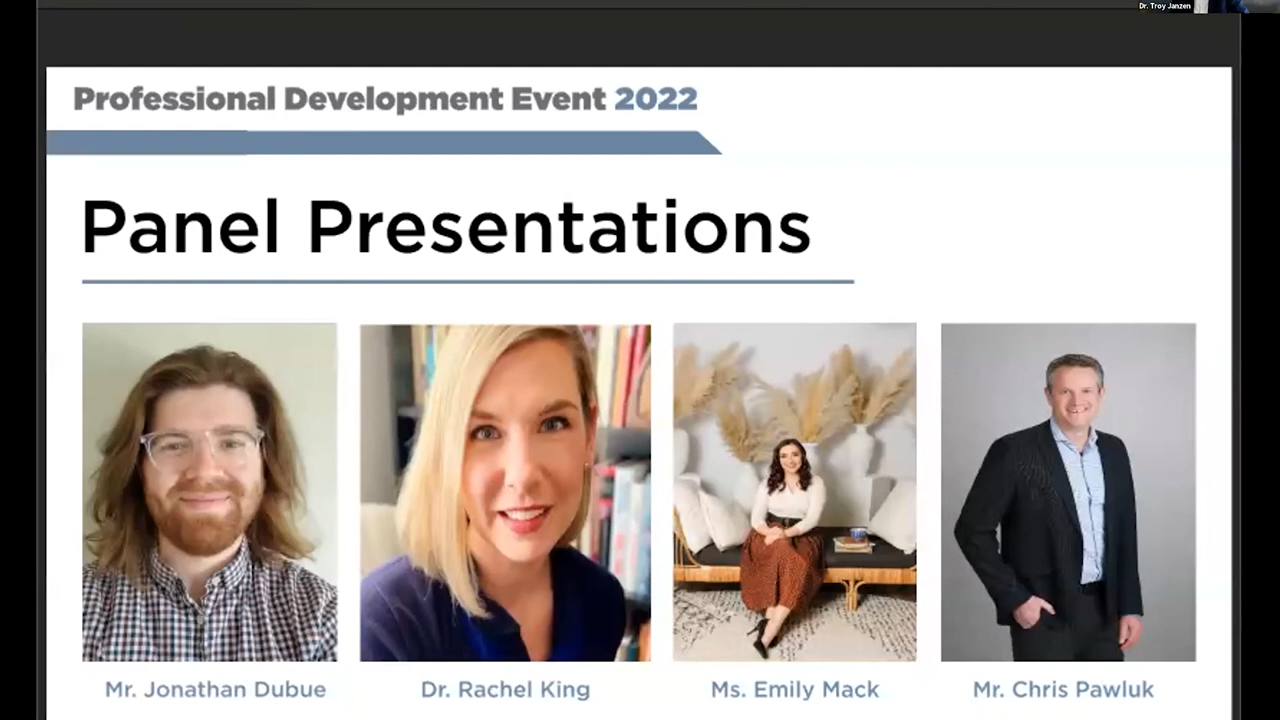 Dr. Troy Janzen
Professional Development Event 2022
Panel Presentations
Mr. Jonathan Dubue
Dr. Rachel King
Ms. Emily Mack
Mr. Chris Pawluk